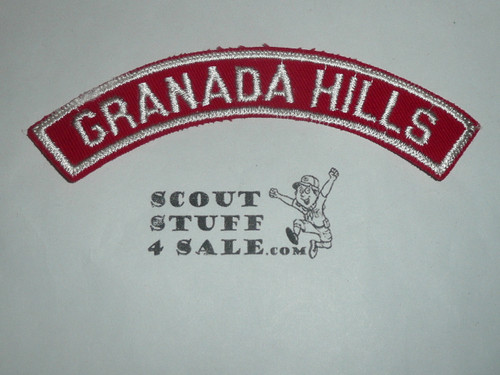 GRANADA HILLS
SCOUT
STUFF
4 SALE.COM